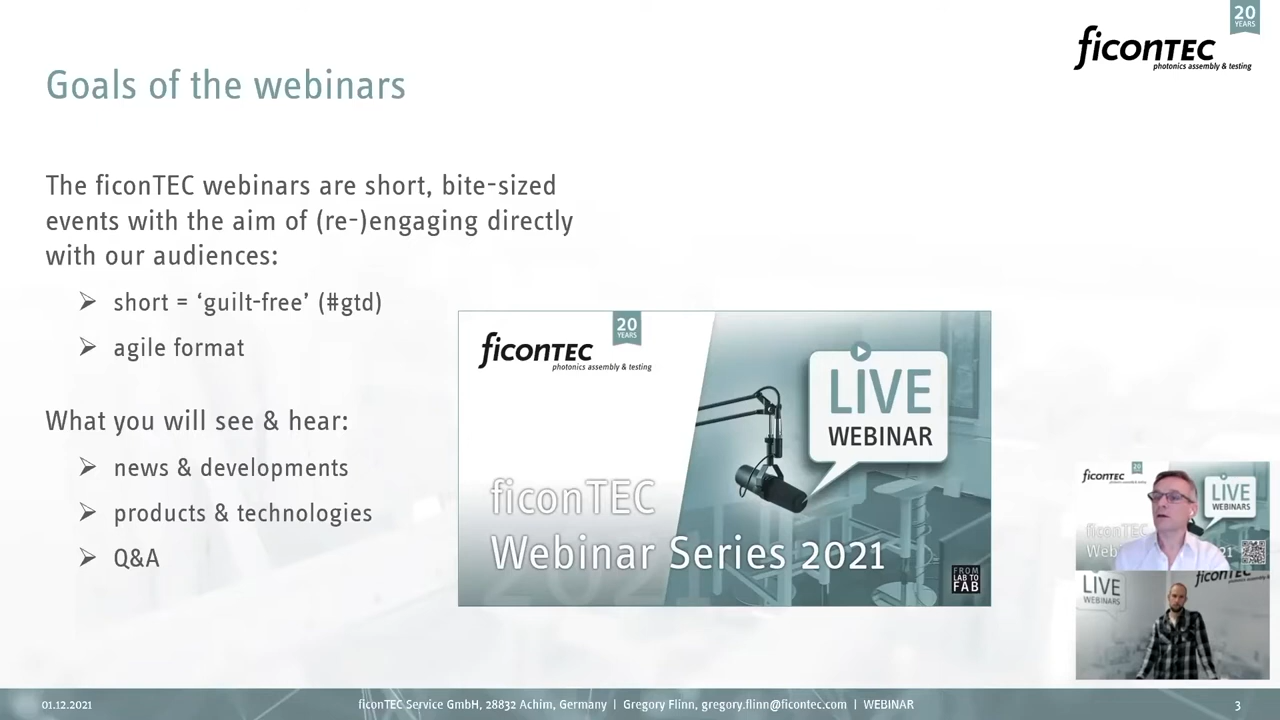 20
YEARS
ficonTEC
photonics assembly & testing
Goals of the webinars
The ficonTEC webinars are short, bite-sized
events with the aim of (re-)engaging directly
with our audiences:
short = ‘guilt-free’ (#gtd)
agile format
What you will see & hear:
news & developments
products & technologies
Q&A
20
YEARS
ficonTEC
photonics assembly & testing
LIVE
WEBINAR
ficonTEC
Webinar Series 2021
FROM
LAB TO
FAB
ficonTEC
20
LIVE
WEBINARS
ficonTEC
LIVE
WEBINARS
ficonTEC
01.12.2021
ficonTEC Service GmbH, 28832 Achim, Germany | Gregory Flinn, gregory.flinn@ficontec.com | WEBINAR
3